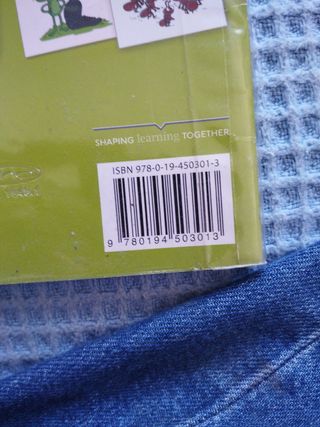 SHAPING learning TOGETHER
ISBN 978-0-19-450301-3
9 780194 503013